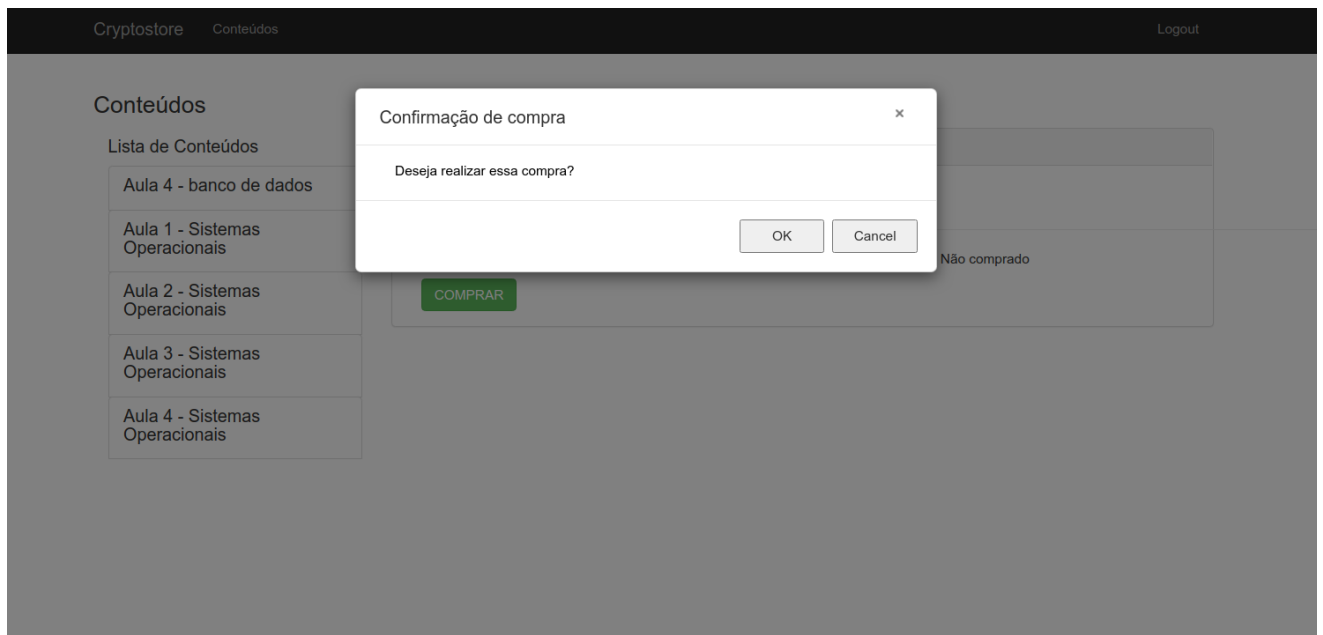 Cryptostore Conteúdos Logout
Conteúdos
Lista de Conteúdos
Aula 4 - banco de dados
Aula 1 - Sistemas
Operacionais
Aula 2 - Sistemas
Operacionais
Aula 3 - Sistemas
Operacionais
Aula 4 - Sistemas
Operacionais
Confirmação de compra ×
Deseja realizar essa compra?
OK Cancel
Não comprado
COMPRAR